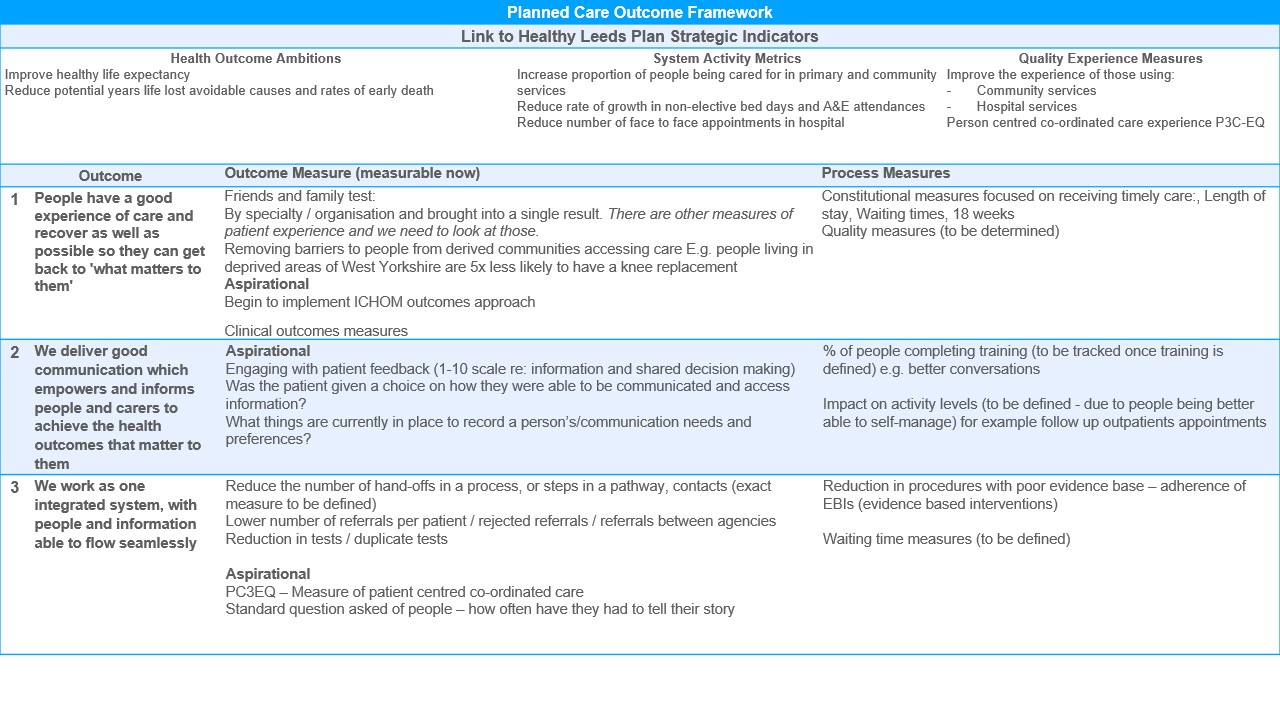 Planned Care Outcome Framework
Link to Healthy Leeds Plan Strategic Indicators
Health Outcome Ambitions
Improve healthy life expectancy
Reduce potential years life lost avoidable causes and rates of early death
System Activity Metrics
Increase proportion of people being cared for in primary and community
services
Reduce rate of growth in non-elective bed days and A&E attendances
Reduce number of face to face appointments in hospital
Quality Experience Measures
Improve the experience of those using:
- Community services
- Hospital services
Person centred co-ordinated care experience P3C-EQ
Outcome
Outcome Measure (measurable now)
Process Measures
1
People have a good
experience of care and
recover as well as
possible so they can get
back to 'what matters to
them'
Friends and family test:
By specialty / organisation and brought into a single result. There are other measures of
patient experience and we need to look at those.
Removing barriers to people from derived communities accessing care E.g. people living in
deprived areas of West Yorkshire are 5x less likely to have a knee replacement
Aspirational
Begin to implement ICHOM outcomes approach
Clinical outcomes measures
Constitutional measures focused on receiving timely care:, Length of
stay, Waiting times, 18 weeks
Quality measures (to be determined)
2
We deliver good
communication which
empowers and informs
people and carers to
achieve the health
outcomes that matter to
them
Aspirational
Engaging with patient feedback (1-10 scale re: information and shared decision making)
Was the patient given a choice on how they were able to be communicated and access
information?
What things are currently in place to record a person's/communication needs and
preferences?
% of people completing training (to be tracked once training is
defined) e.g. better conversations
Impact on activity levels (to be defined - due to people being better
able to self-manage) for example follow up outpatients appointments
3
We work as one
integrated system, with
people and information
able to flow seamlessly
Reduce the number of hand-offs in a process, or steps in a pathway, contacts (exact
measure to be defined)
Lower number of referrals per patient / rejected referrals / referrals between agencies
Reduction in tests / duplicate tests
Aspirational
PC3EQ – Measure of patient centred co-ordinated care
Standard question asked of people – how often have they had to tell their story
Reduction in procedures with poor evidence base – adherence of
EBIs (evidence based interventions)
Waiting time measures (to be defined)